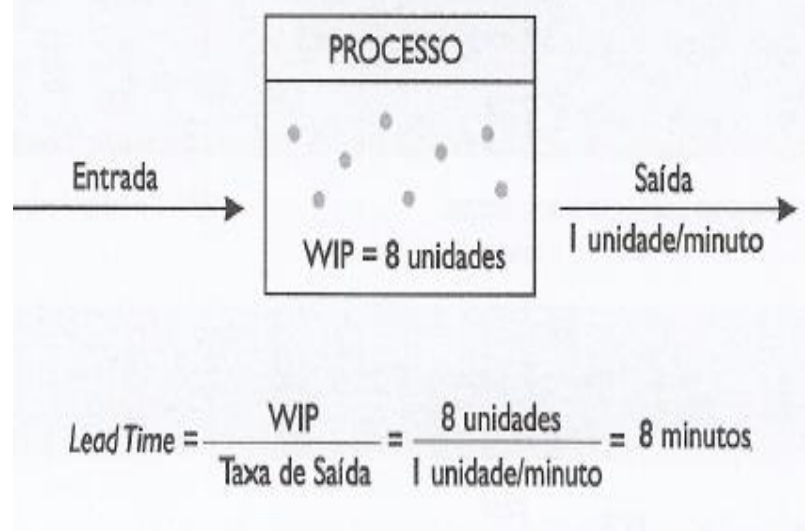 PROCESSO
Entrada
Saída
1 unidade/minuto
WIP = 8 unidades
Lead Time = WIP / Taxa de Saída = 8 unidades / 1 unidade/minuto = 8 minutos